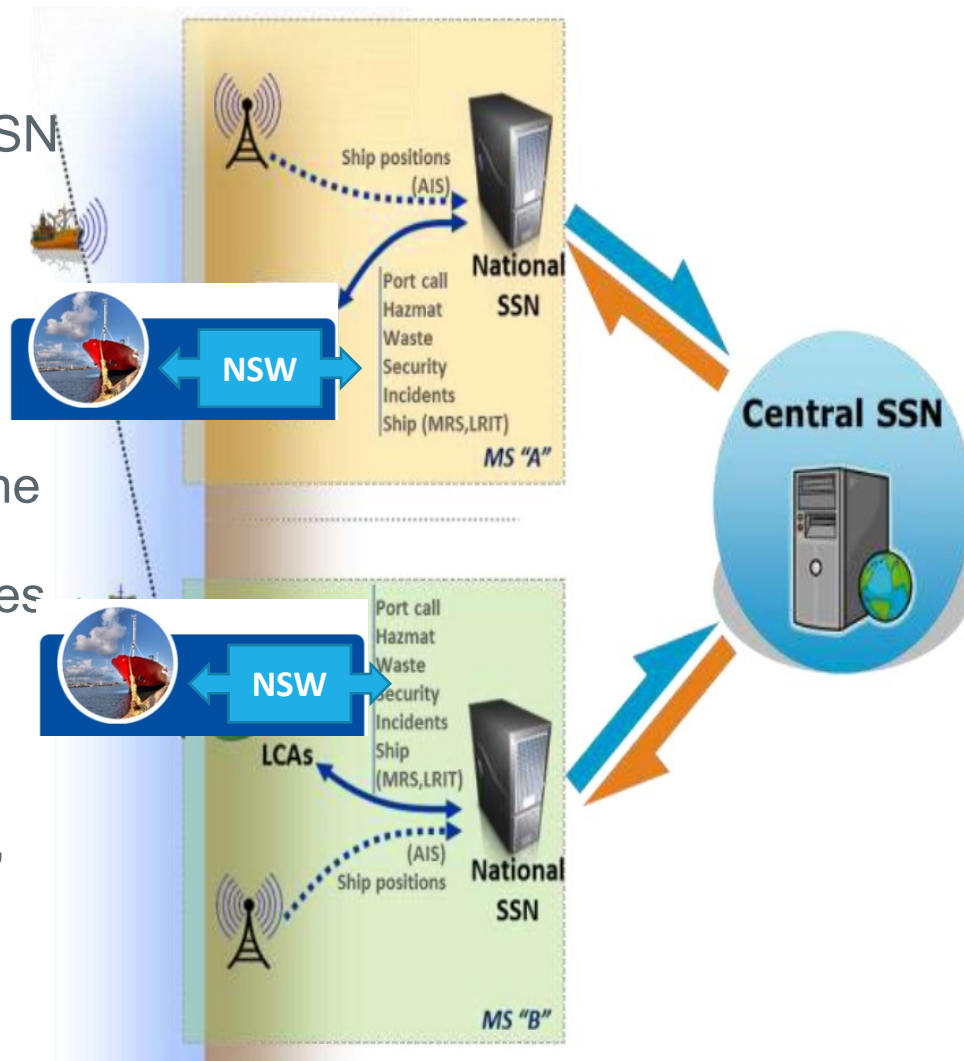 SN
Ship positions
(AIS)
National
SSN
Port call
Hazmat
Waste
Security
Incidents
Ship (MRS,LRIT)
MS "A"
NSW
Central SSN
me
es
Port call
Hazmat
Waste
Security
Incidents
Ship
(MRS,LRIT)
NSW
LCAs
,
(AIS)
Ship positions
National
SSN
MS "B"